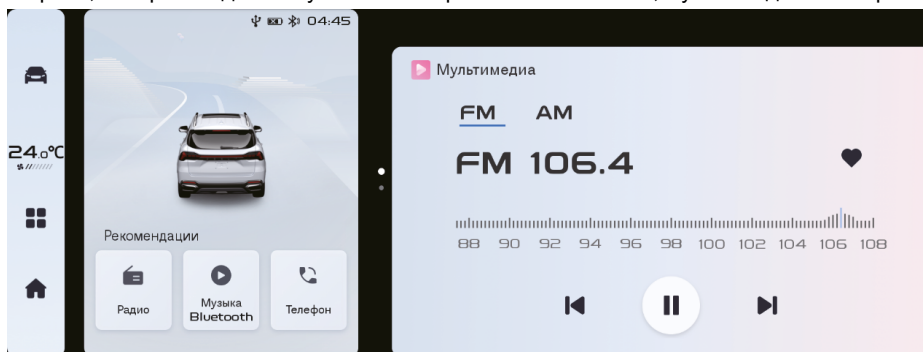 04:45
24.0°C
Рекомендации
Радио
Музыка
Bluetooth
Телефон
Мультимедиа
FM AM
FM 106.4
88 90 92 94 96 98 100 102 104 106 108